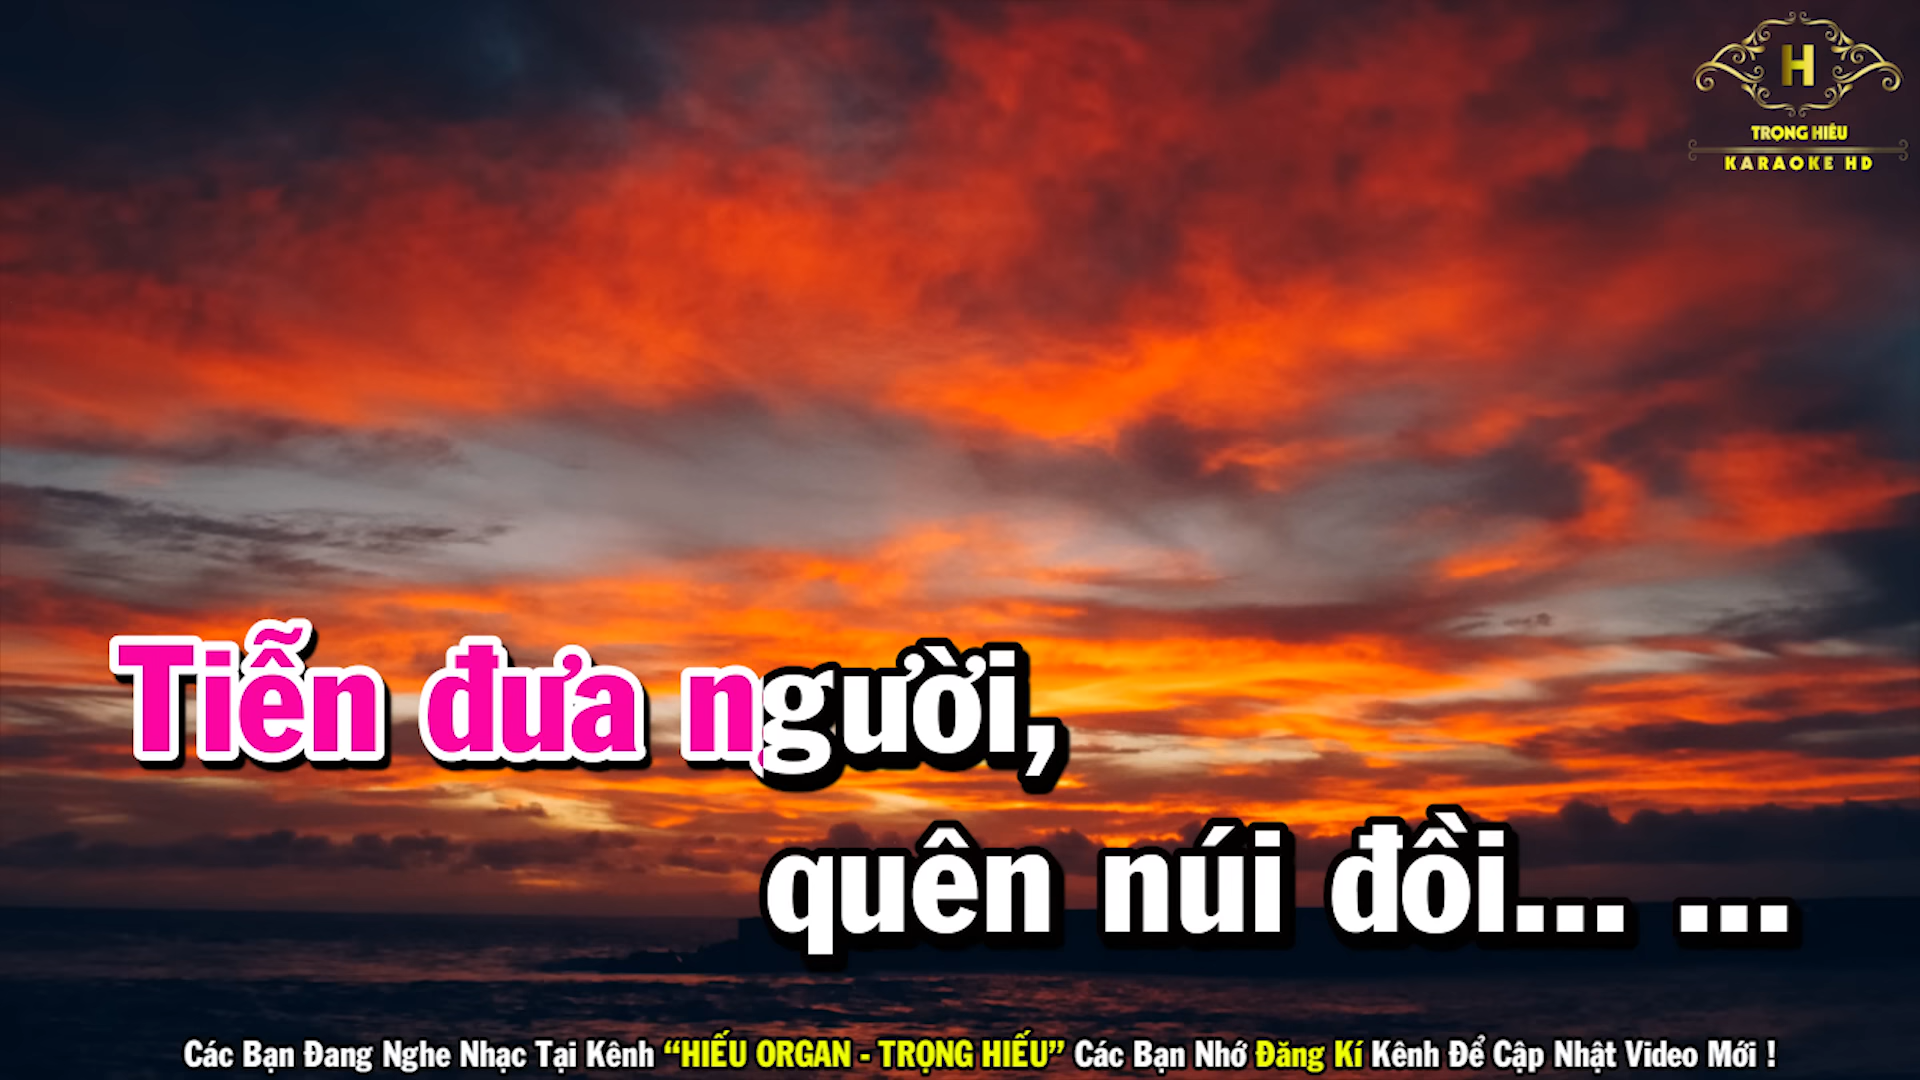 H
TRỌNG HIẾU
KARAOKE HD
Tiễn đưa người,
quên núi đồi... ...
Các Bạn Đang Nghe Nhạc Tại Kênh “HIẾU ORGAN - TRỌNG HIẾU” Các Bạn Nhớ Đăng Kí Kênh Để Cập Nhật Video Mới !